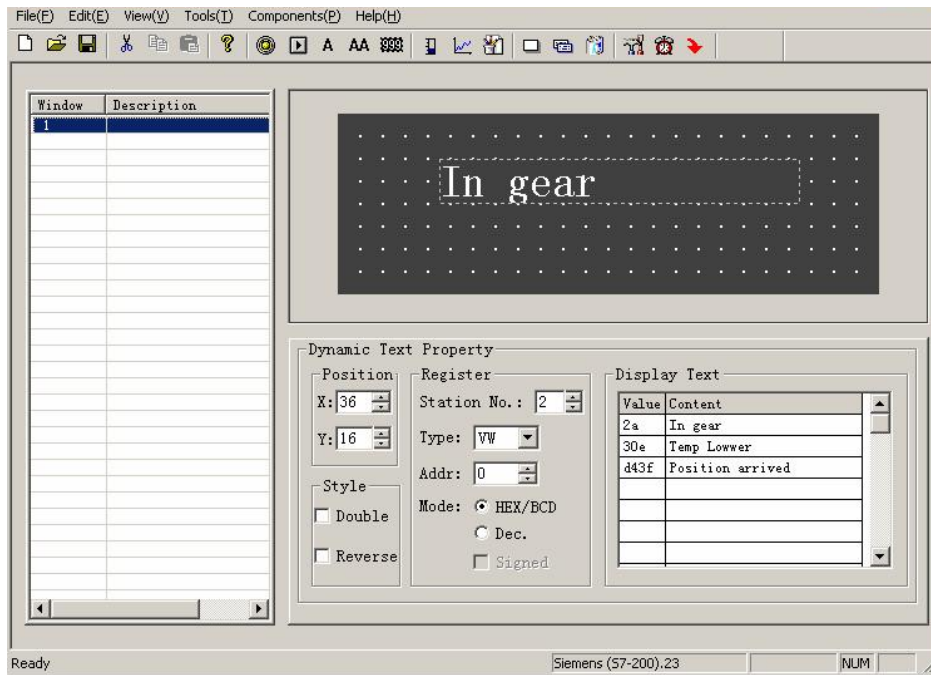 File(F) Edit(E) View(V) Tools(T) Components(P) Help(H)
A AA
Window Description
1
In gear
Dynamic Text Property
Position
X: 36
Y: 16
Style
Double
Reverse
Register
Station No.: 2
Type: VW
Addr: 0
Mode: HEX/BCD
Dec.
Signed
Display Text
Value Content
2a In gear
30e Temp Lowwer
d43f Position arrived
Ready Siemens (S7-200).23 NUM